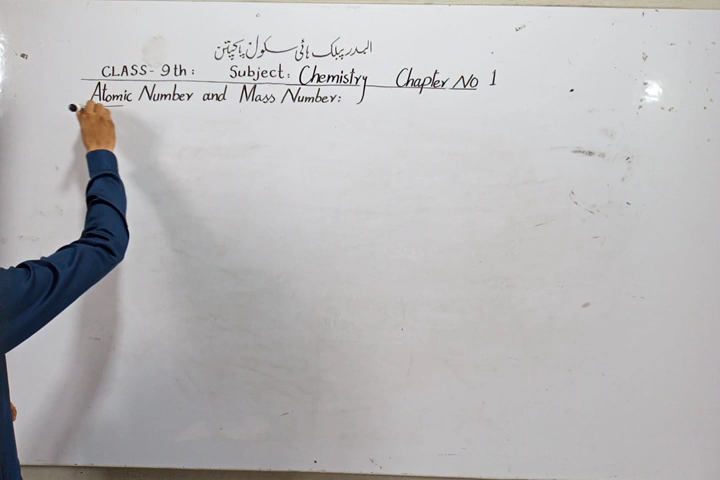 البدر پبلک ہائی سکول پاکپتن
CLASS- 9th: Subject: Chemistry Chapter No 1
Atomic Number and Mass Number: